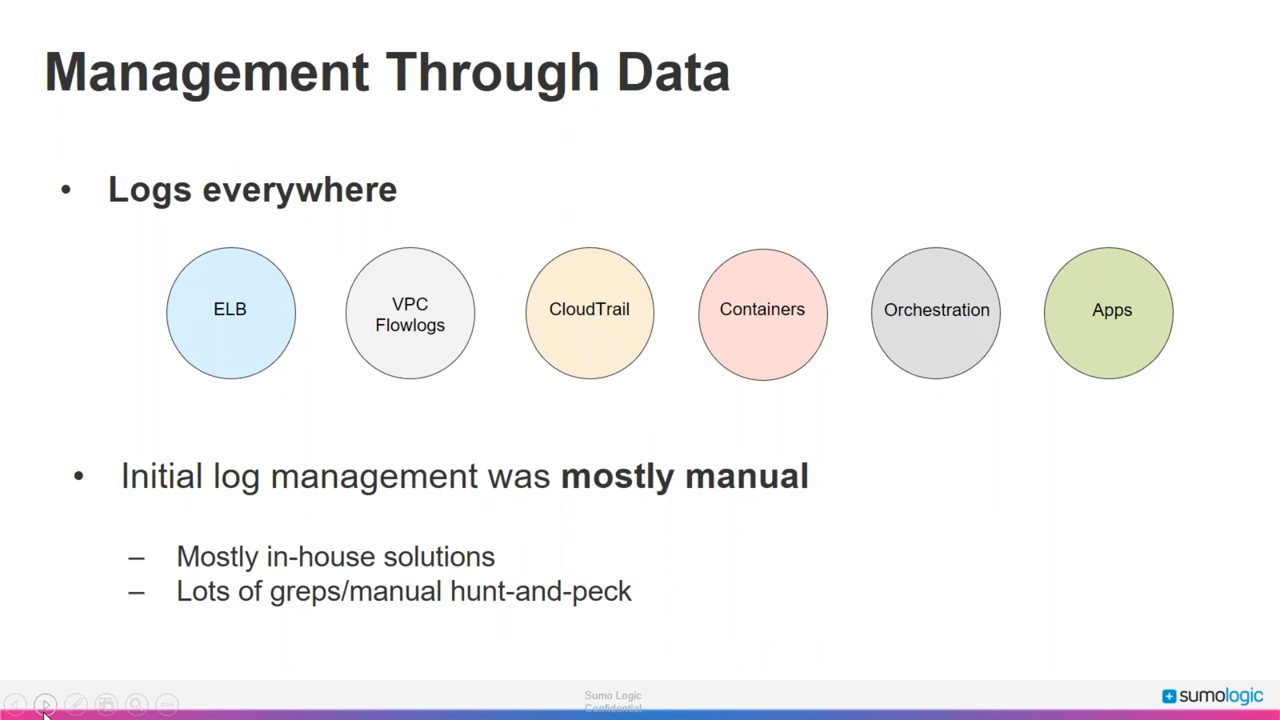 Management Through Data
• Logs everywhere
ELB
VPC
Flowlogs
CloudTrail
Containers
Orchestration
Apps
• Initial log management was mostly manual
– Mostly in-house solutions
– Lots of greps/manual hunt-and-peck
Sumo Logic
Confidential
sumologic